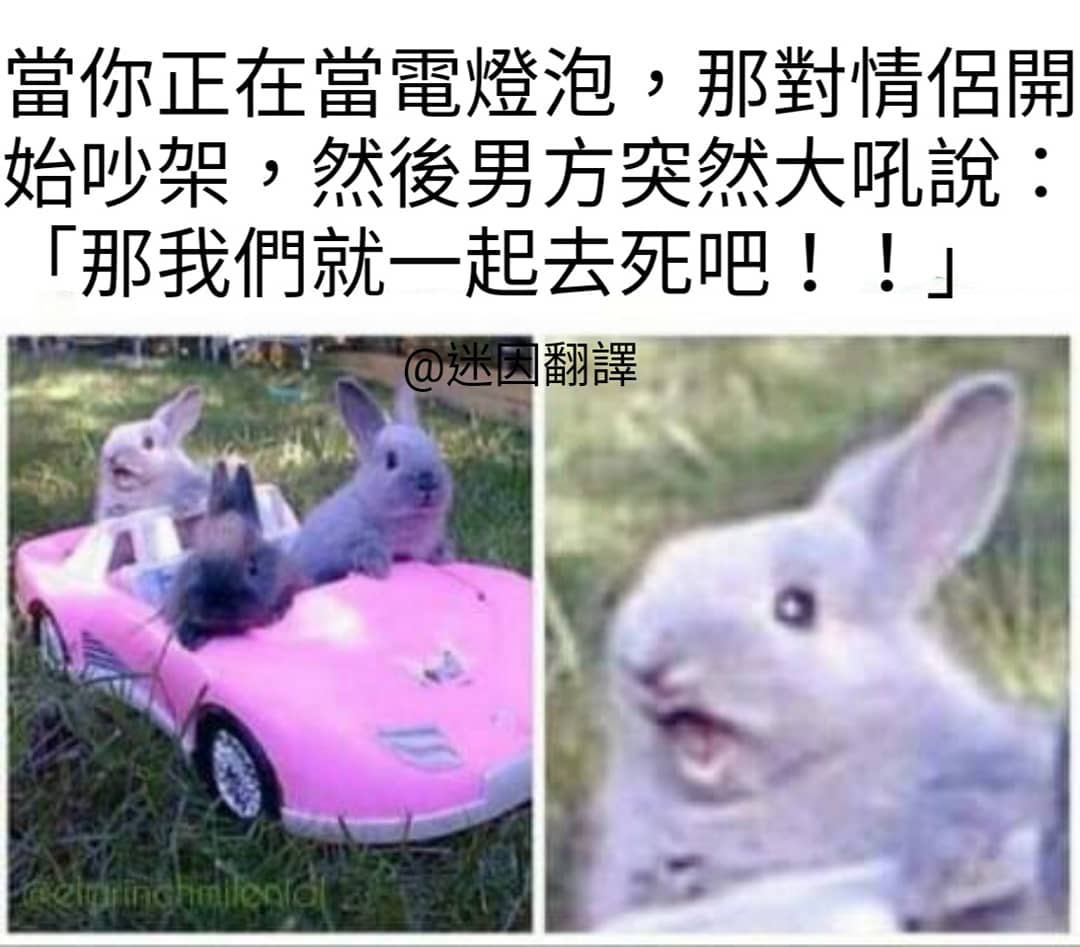 當你正在當電燈泡，那對情侶開
始吵架，然後男方突然大吼說：
「那我們就一起去死吧！！」
@迷因翻譯